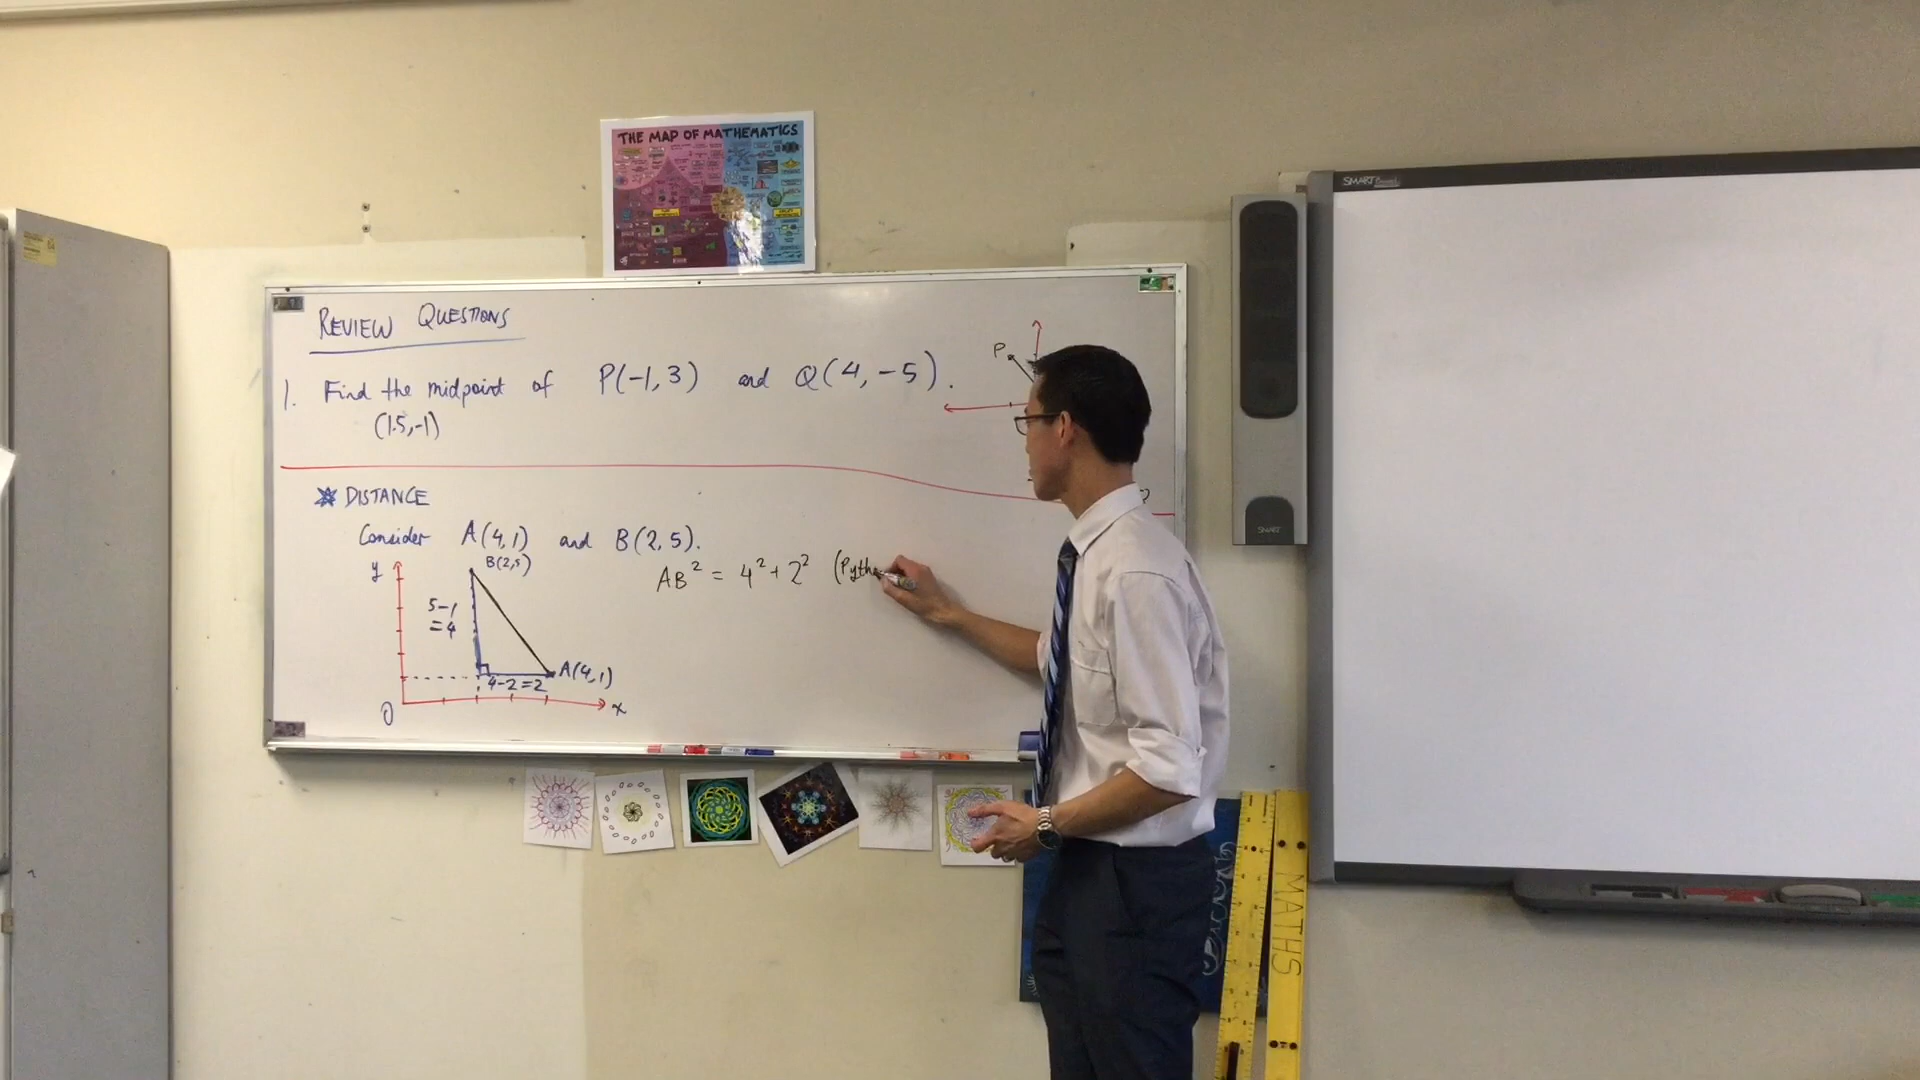 THE MAP OF MATHEMATICS
SMART Board
REVIEW QUESTIONS
1. Find the midpoint of P(-1,3) and Q(4,-5).
(1.5,-1)
P
DISTANCE
Consider A(4,1) and B(2,5).
y
B(2,5)
AB² = 4² + 2² (Pytha
5-1
=4
A(4,1)
4-2=2
O
x
SMART
MATHS